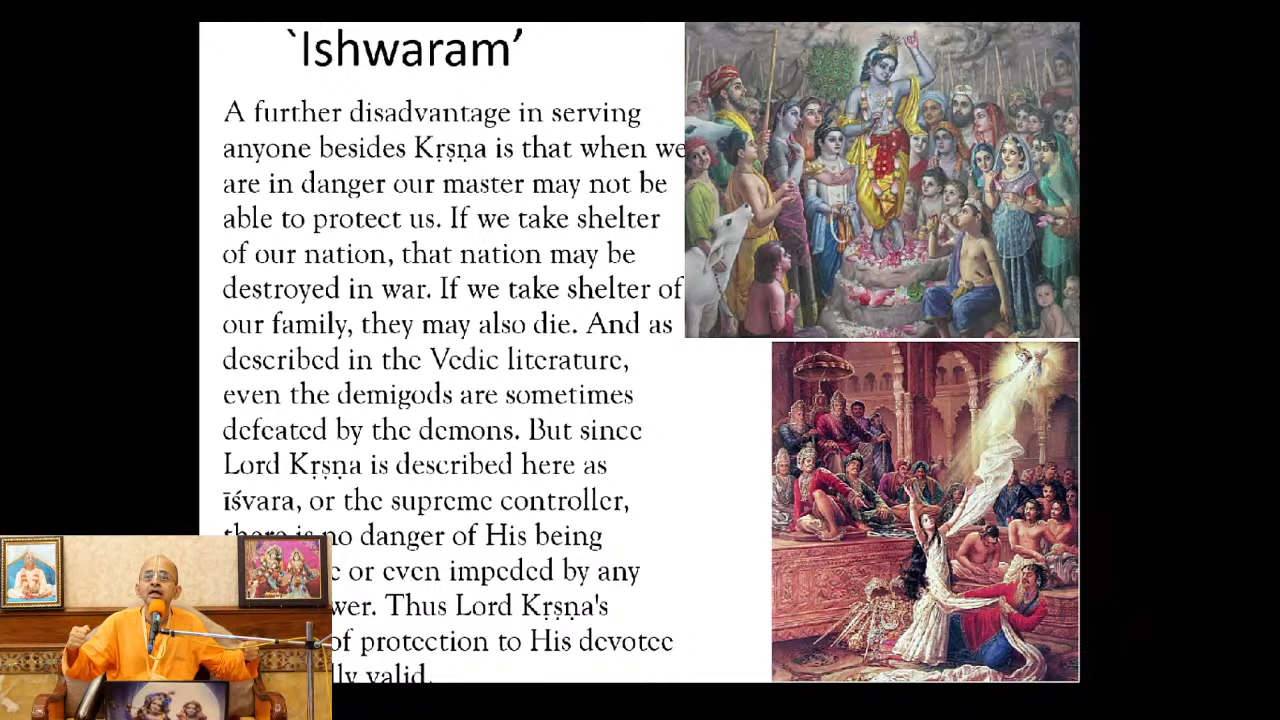 `Ishwaram’
A further disadvantage in serving
anyone besides Kṛṣṇa is that when we
are in danger our master may not be
able to protect us. If we take shelter
of our nation, that nation may be
destroyed in war. If we take shelter of
our family, they may also die. And as
described in the Vedic literature,
even the demigods are sometimes
defeated by the demons. But since
Lord Kṛṣṇa is described here as
īśvara, or the supreme controller,
there is no danger of His being
or even impeded by any
Thus Lord Kṛṣṇa's
of protection to His devotee
valid.